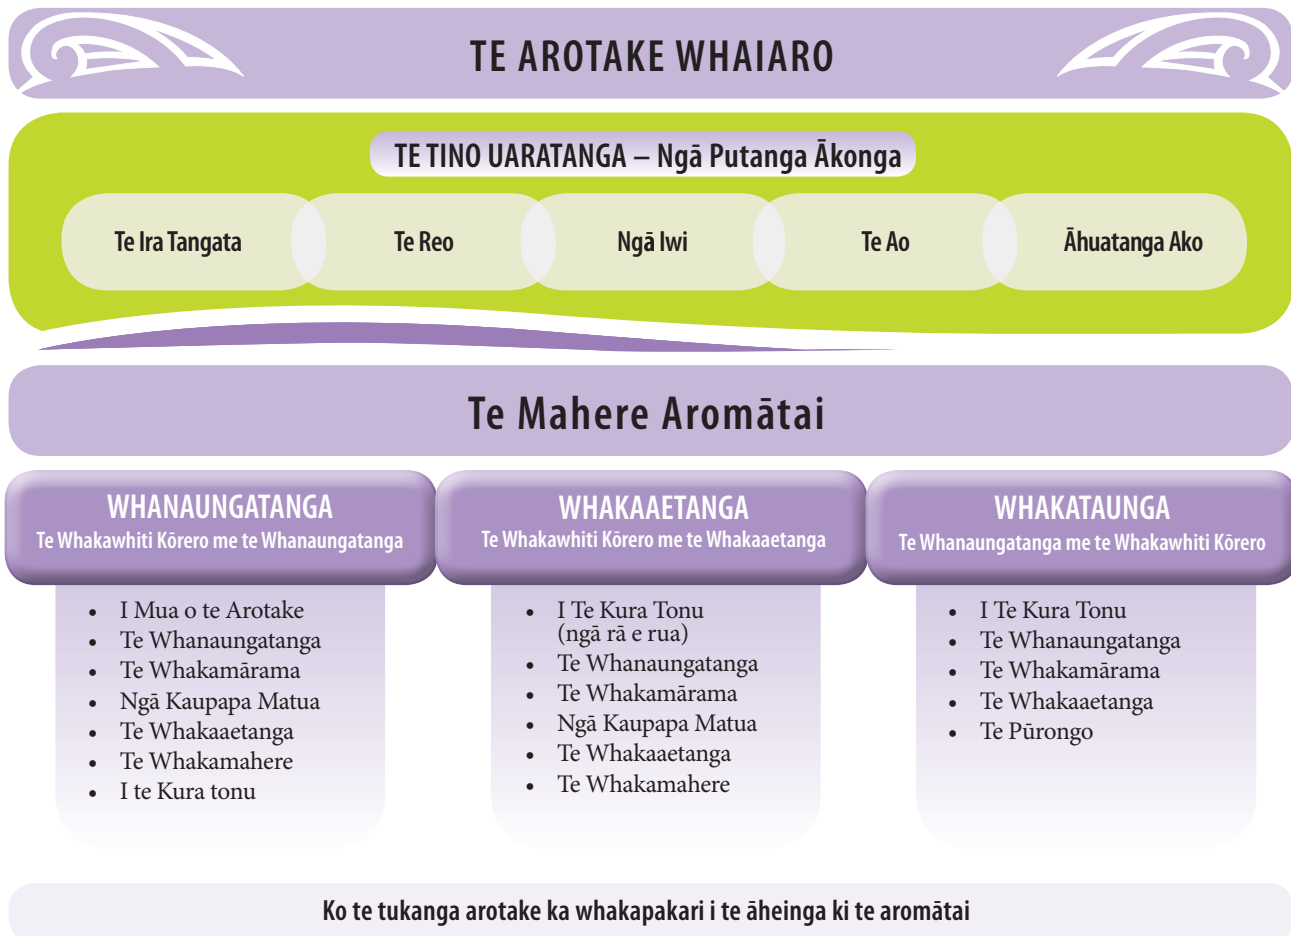 TE AROTAKE WHAIARO
TE TINO UARATANGA – Ngā Putanga Ākonga
Te Ira Tangata
Te Reo
Ngā Iwi
Te Ao
Āhuatanga Ako
Te Mahere Aromātai
WHANAUNGATANGA
Te Whakawhiti Kōrero me te Whanaungatanga
• I Mua o te Arotake
• Te Whanaungatanga
• Te Whakamārama
• Ngā Kaupapa Matua
• Te Whakaaetanga
• Te Whakamahere
• I te Kura tonu
WHAKAAETANGA
Te Whakawhiti Kōrero me te Whakaaetanga
• I Te Kura Tonu
(ngā rā e rua)
• Te Whanaungatanga
• Te Whakamārama
• Ngā Kaupapa Matua
• Te Whakaaetanga
• Te Whakamahere
WHAKATAUNGA
Te Whanaungatanga me te Whakawhiti Kōrero
• I Te Kura Tonu
• Te Whanaungatanga
• Te Whakamārama
• Te Whakaaetanga
• Te Pūrongo
Ko te tukanga arotake ka whakapakari i te āheinga ki te aromātai